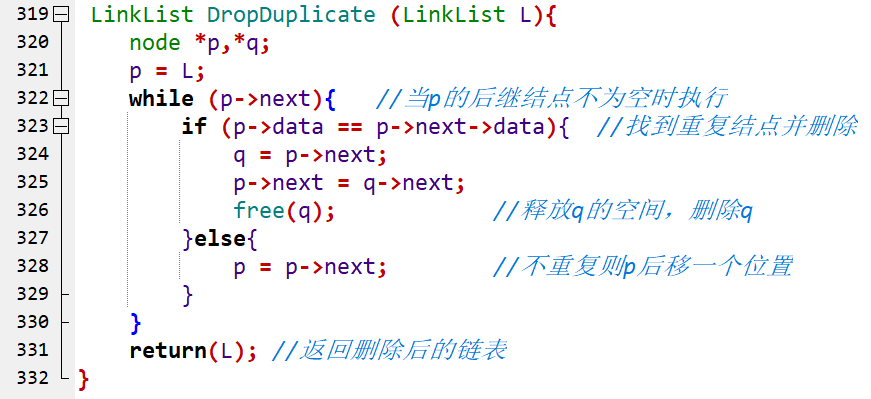 319 LinkList DropDuplicate (LinkList L){
320 node *p,*q;
321 p = L;
322 while (p->next){ //当p的后继结点不为空时执行
323 if (p->data == p->next->data){ //找到重复结点并删除
324 q = p->next;
325 p->next = q->next;
326 free(q); //释放q的空间，删除q
327 }else{
328 p = p->next; //不重复则p后移一个位置
329 }
330 }
331 return(L); //返回删除后的链表
332 }